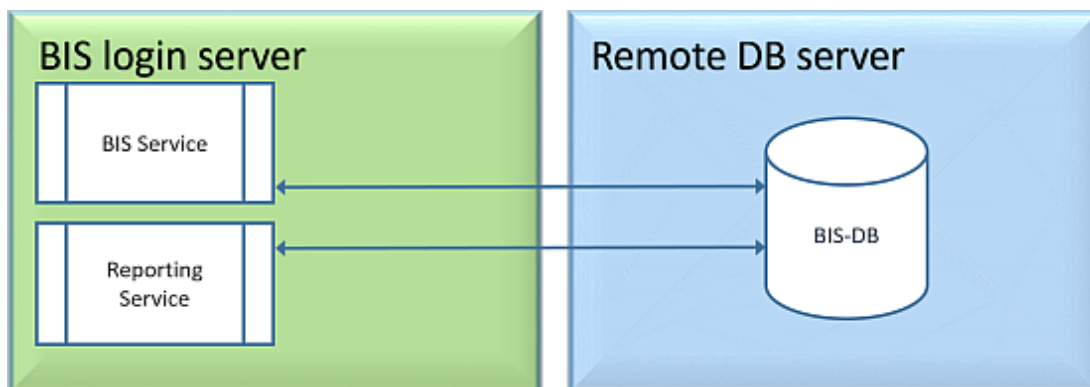 BIS login server
BIS Service
Reporting
Service
Remote DB server
BIS-DB